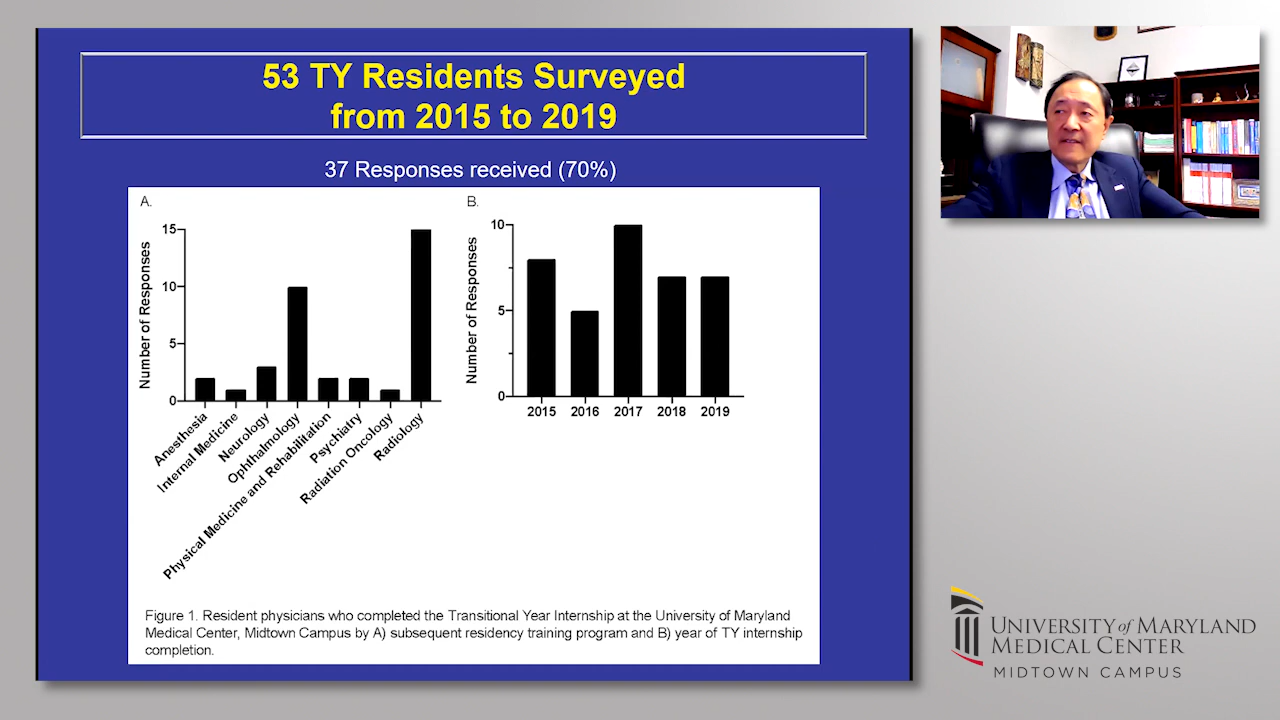 53 TY Residents Surveyed
from 2015 to 2019
37 Responses received (70%)
A.
Number of Responses
15
10
5
0
Anesthesia
Internal Medicine
Neurology
Ophthalmology
Physical Medicine and Rehabilitation
Psychiatry
Radiation Oncology
Radiology
B.
Number of Responses
10
5
0
2015
2016
2017
2018
2019
Figure 1. Resident physicians who completed the Transitional Year Internship at the University of Maryland
Medical Center, Midtown Campus by A) subsequent residency training program and B) year of TY internship
completion.
UNIVERSITY of MARYLAND
MEDICAL CENTER
MIDTOWN CAMPUS